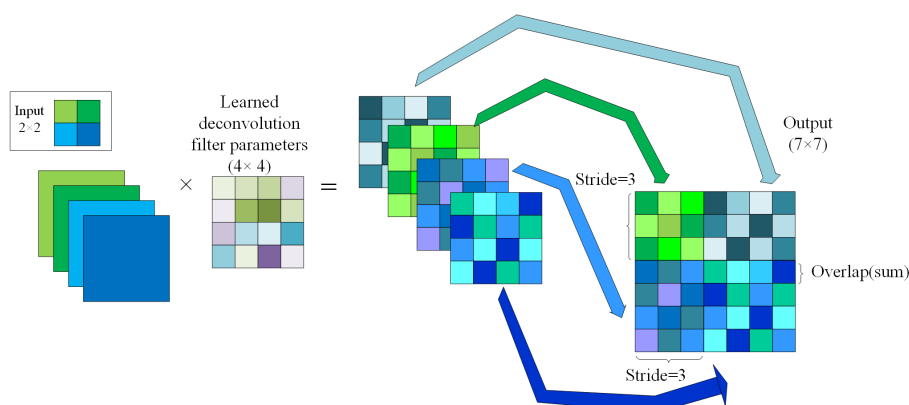 Input
2×2
Learned
deconvolution
filter parameters
(4× 4)
×
=
Output
(7×7)
Stride=3
Overlap(sum)
Stride=3